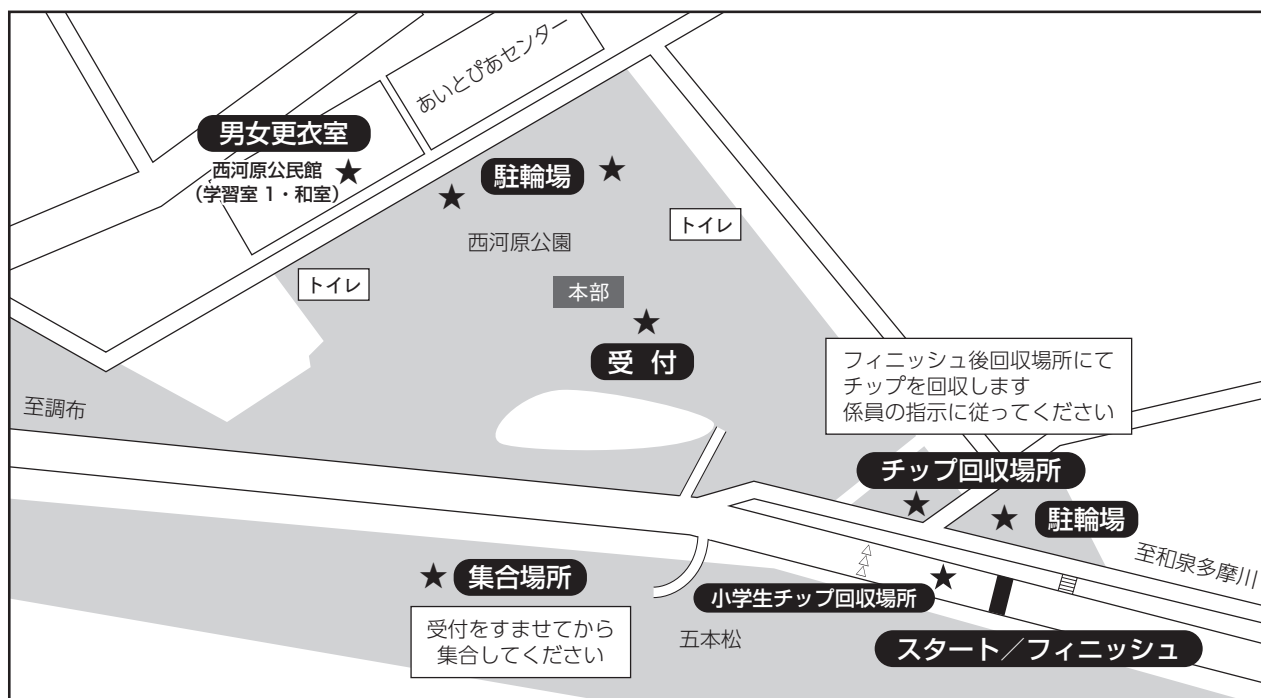 あいとぴあセンター
男女更衣室
西河原公民館
(学習室 1・和室)
駐輪場
西河原公園
トイレ
トイレ
本部
受 付
フィニッシュ後回収場所にて
チップを回収します
係員の指示に従ってください
至調布
チップ回収場所
駐輪場
至和泉多摩川
集合場所
受付をすませてから
集合してください
小学生チップ回収場所
五本松
スタート/フィニッシュ